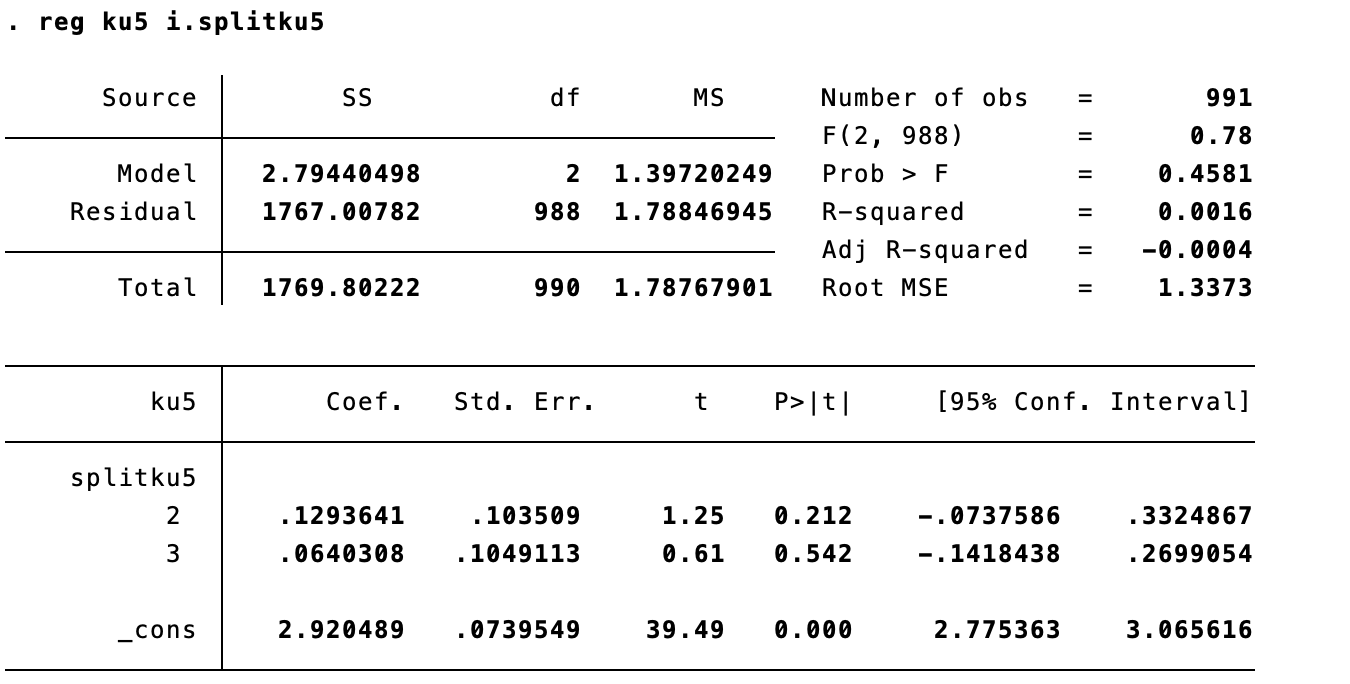 . reg ku5 i.splitku5
Source SS df MS Number of obs = 991
F(2, 988) = 0.78
Model 2.79440498 2 1.39720249 Prob > F = 0.4581
Residual 1767.00782 988 1.78846945 R-squared = 0.0016
Adj R-squared = -0.0004
Total 1769.80222 990 1.78767901 Root MSE = 1.3373
ku5 Coef. Std. Err. t P>|t| [95% Conf. Interval]
splitku5
2 .1293641 .103509 1.25 0.212 -.0737586 .3324867
3 .0640308 .1049113 0.61 0.542 -.1418438 .2699054
_cons 2.920489 .0739549 39.49 0.000 2.775363 3.065616